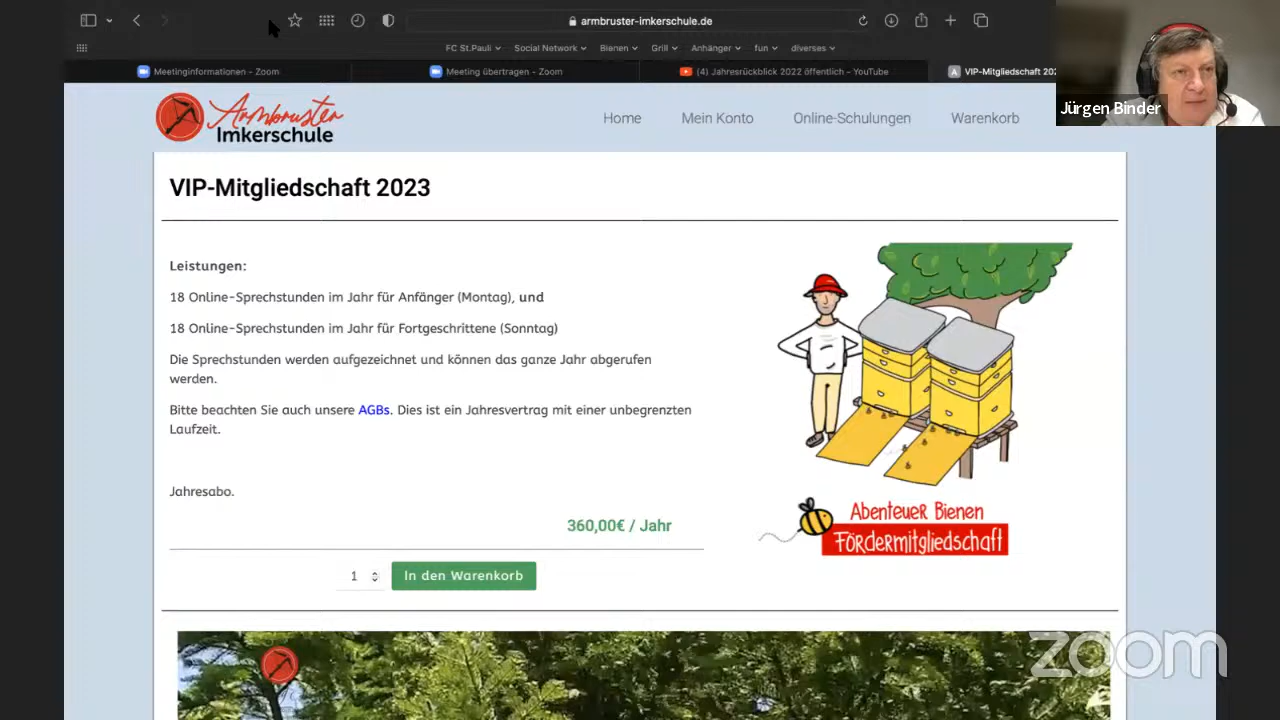 armbruster-imkerschule.de
FC St.Pauli Social Network Bienen Grill Anhänger fun diverses
Meetinginformationen - Zoom Meeting übertragen - Zoom (4) Jahresrückblick 2022 öffentlich – YouTube A VIP-Mitgliedschaft 202
Jürgen Binder
Armbruster
Imkerschule
Home Mein Konto Online-Schulungen Warenkorb
VIP-Mitgliedschaft 2023
Leistungen:
18 Online-Sprechstunden im Jahr für Anfänger (Montag), und
18 Online-Sprechstunden im Jahr für Fortgeschrittene (Sonntag)
Die Sprechstunden werden aufgezeichnet und können das ganze Jahr abgerufen
werden.
Bitte beachten Sie auch unsere AGBs. Dies ist ein Jahresvertrag mit einer unbegrenzten
Laufzeit.
Jahresabo.
360,00€ / Jahr
1 In den Warenkorb
Abenteuer Bienen
Fördermitgliedschaft
zoom